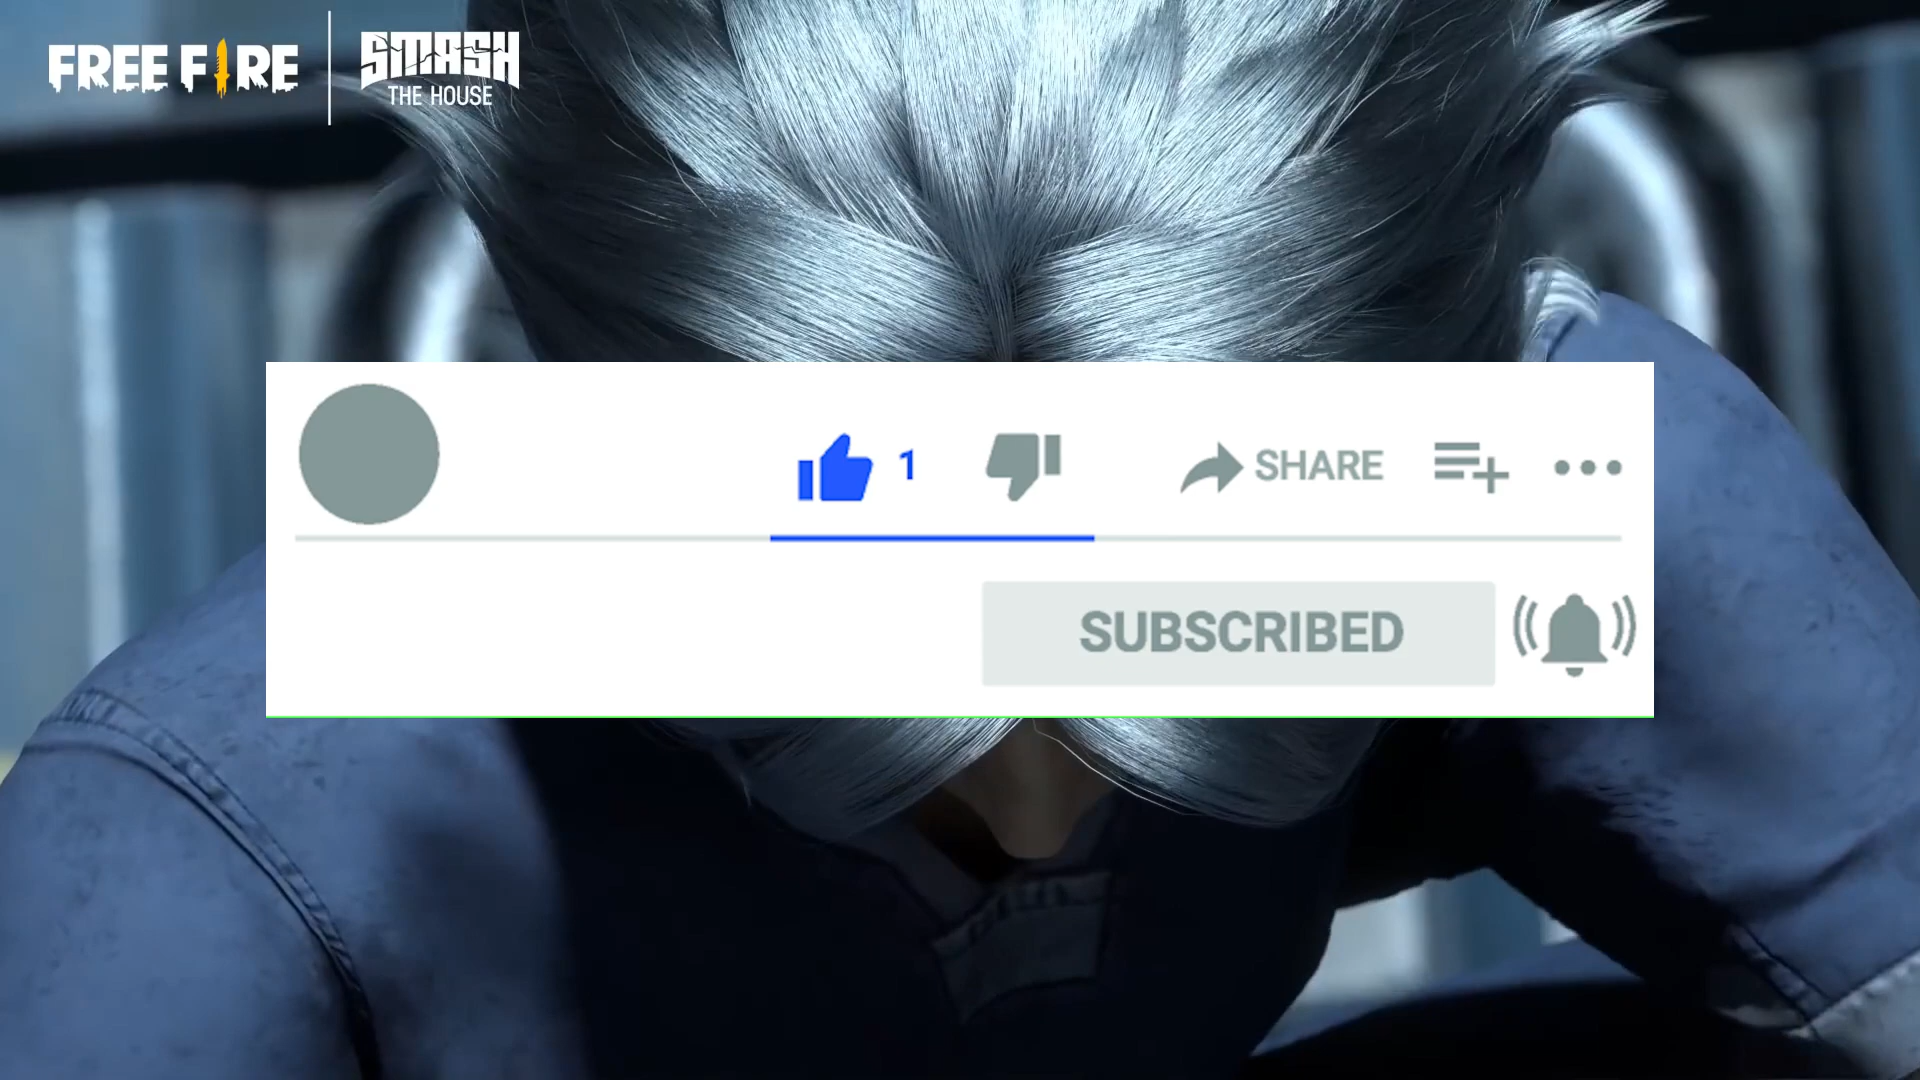 FREE FIRE
SMASH
THE HOUSE
1
SHARE
SUBSCRIBED